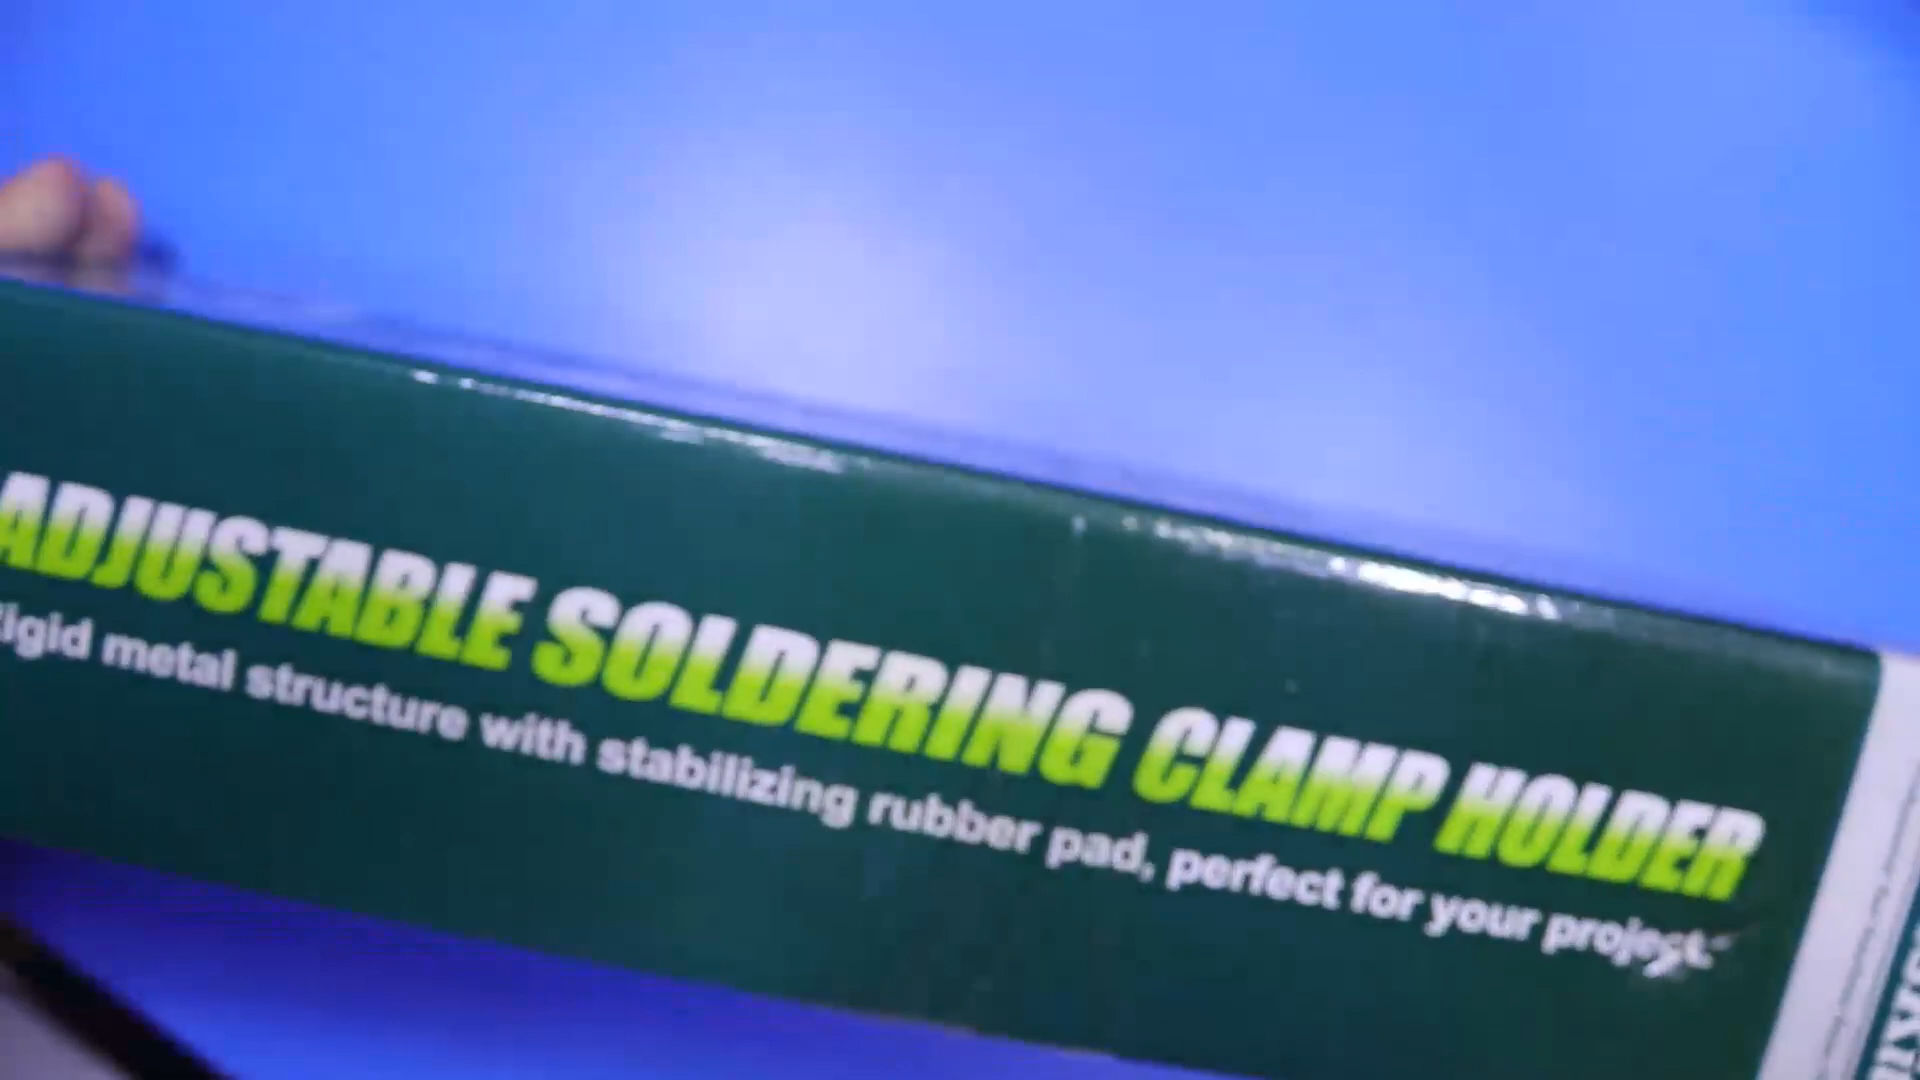 ADJUSTABLE SOLDERING CLAMP HOLDER
Rigid metal structure with stabilizing rubber pad, perfect for your project.